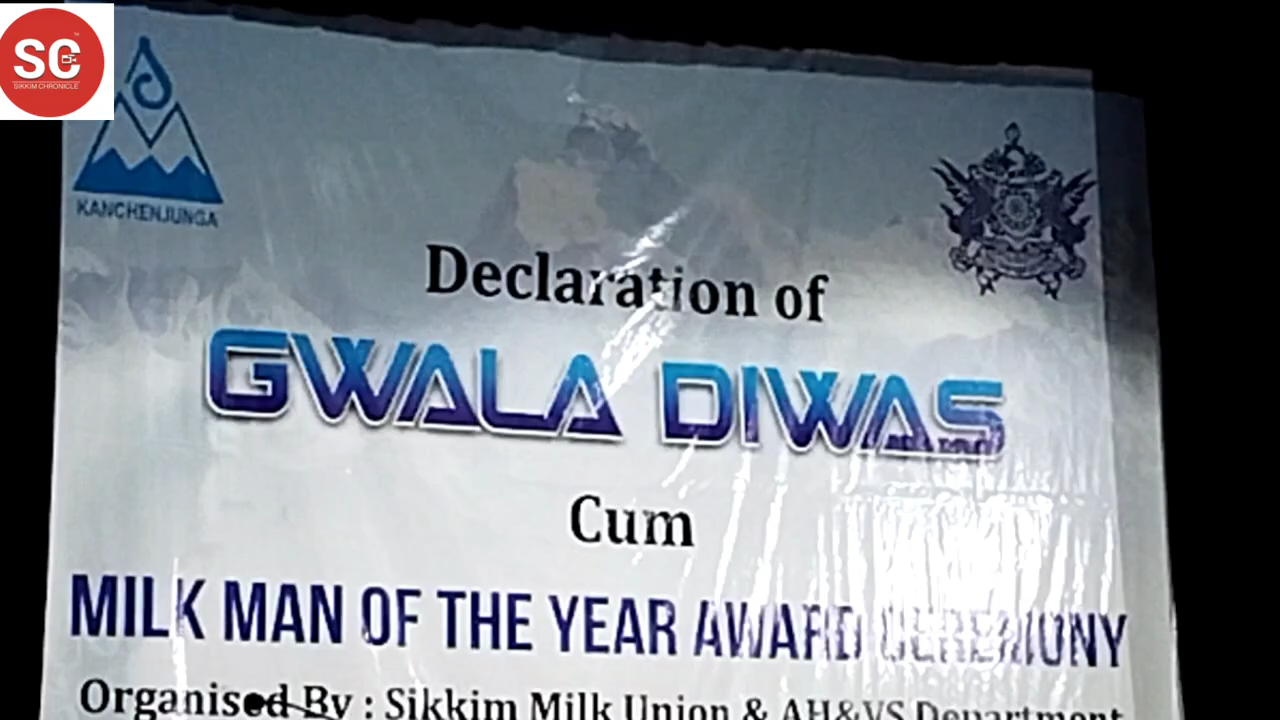 SC
SIKKIM CHRONICLE
KANCHENJUNGA
Declaration of
GWALA DIWAS
Cum
MILK MAN OF THE YEAR AWARD CEREMONY
Organised By : Sikkim Milk Union & AH&VS Department